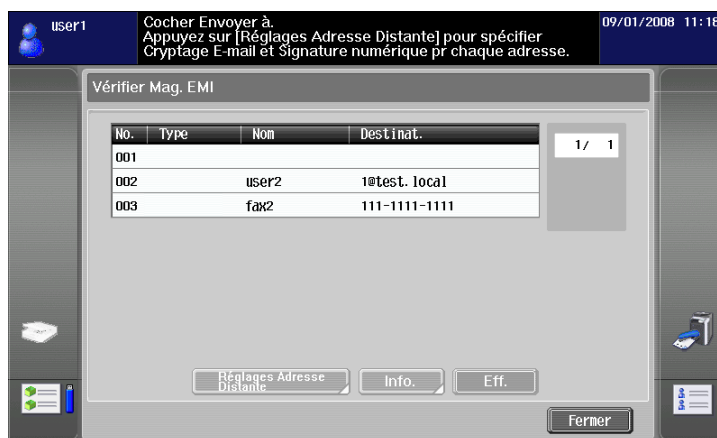 user1
Cocher Envoyer à.
Appuyez sur [Réglages Adresse Distante] pour spécifier
Cryptage E-mail et Signature numérique pr chaque adresse.
09/01/2008 11:18
Vérifier Mag. EMI
No. Type Nom Destinat.
001
002 user2 1@test.local
003 fax2 111-1111-1111
1/ 1
Réglages Adresse
Distante
Info.
Eff.
Fermer